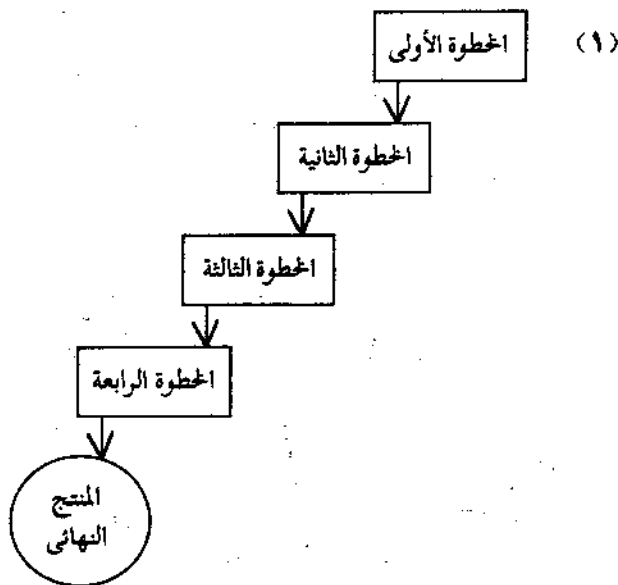 (١) الخطوة الأولى
الخطوة الثانية
الخطوة الثالثة
الخطوة الرابعة
المنتج
النهائى